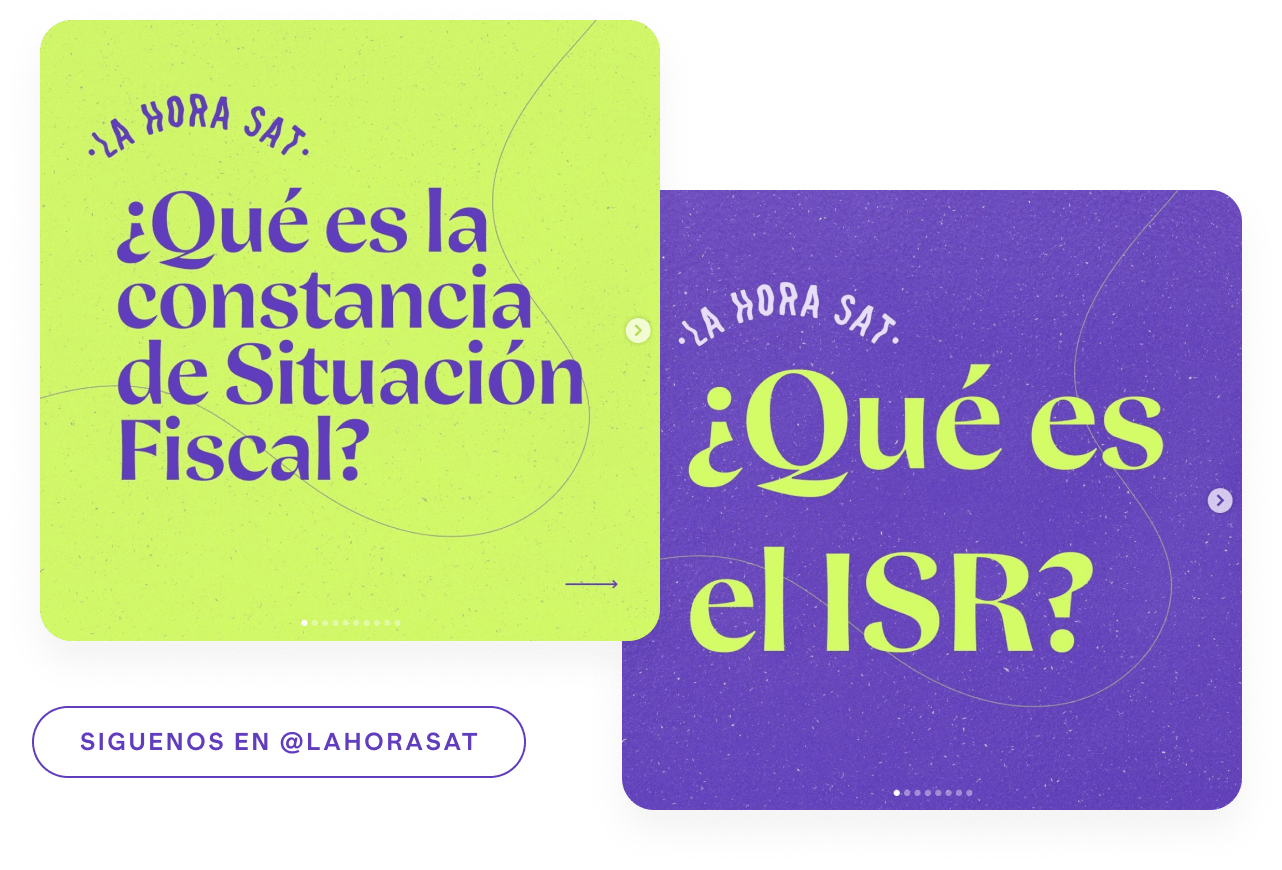 ·LA HORA SAT·
¿Qué es la
constancia
de Situación
Fiscal?
·LA HORA SAT·
¿Qué es
el ISR?
SIGUENOS EN @LAHORASAT